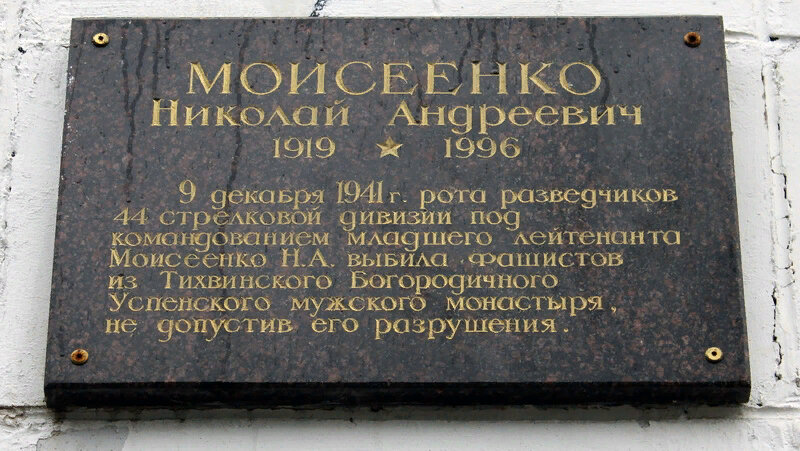 МОИСЕЕНКО
Николай Андреевич
1919 ★ 1996
9 декабря 1941 г. рота разведчиков
44 стрелковой дивизии под
командованием младшего лейтенанта
Моисеенко Н.А. выбила фашистов
из Тихвинского Богородичного
Успенского мужского монастыря,
не допустив его разрушения.